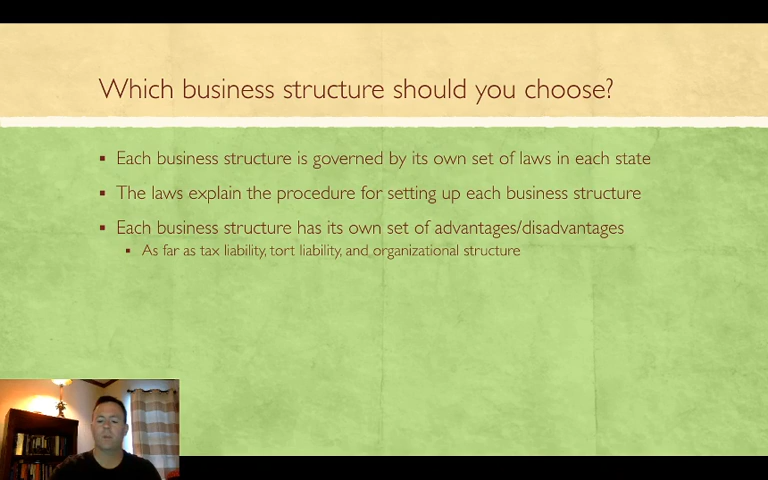 Which business structure should you choose?
Each business structure is governed by its own set of laws in each state
The laws explain the procedure for setting up each business structure
Each business structure has its own set of advantages/disadvantages
As far as tax liability, tort liability, and organizational structure